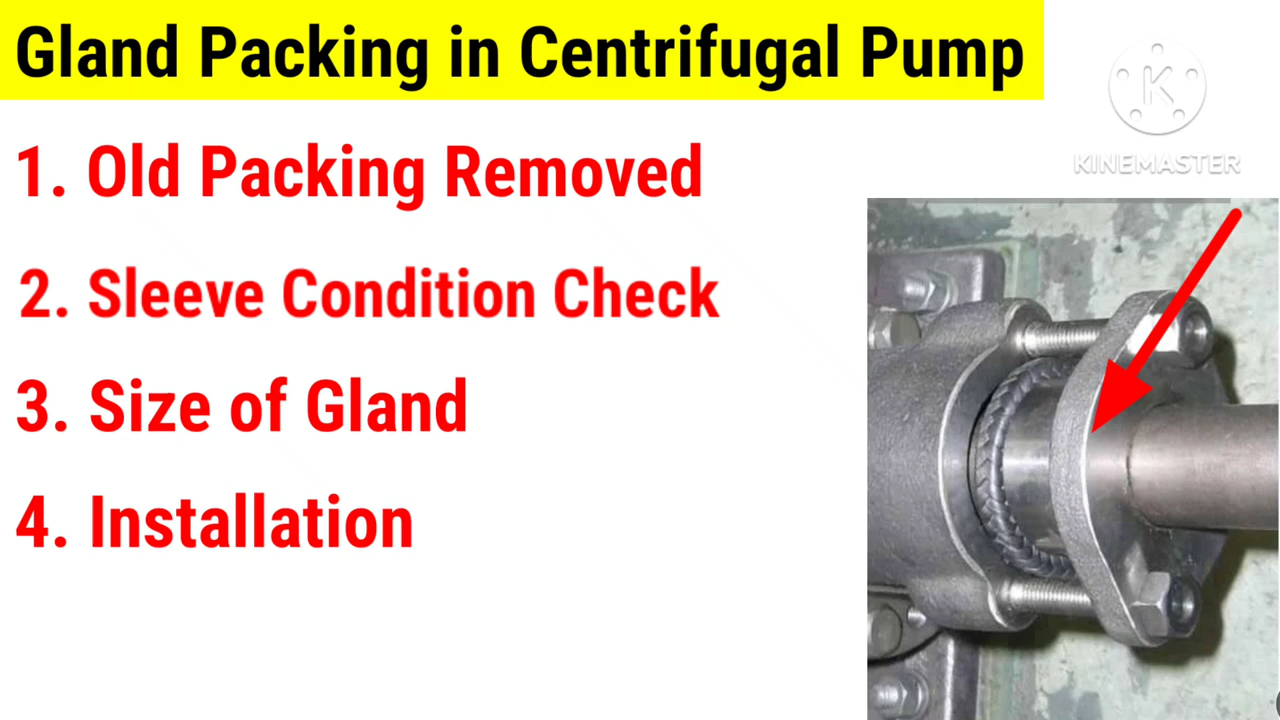 Gland Packing in Centrifugal Pump
K
KINEMASTER
1. Old Packing Removed
2. Sleeve Condition Check
3. Size of Gland
4. Installation